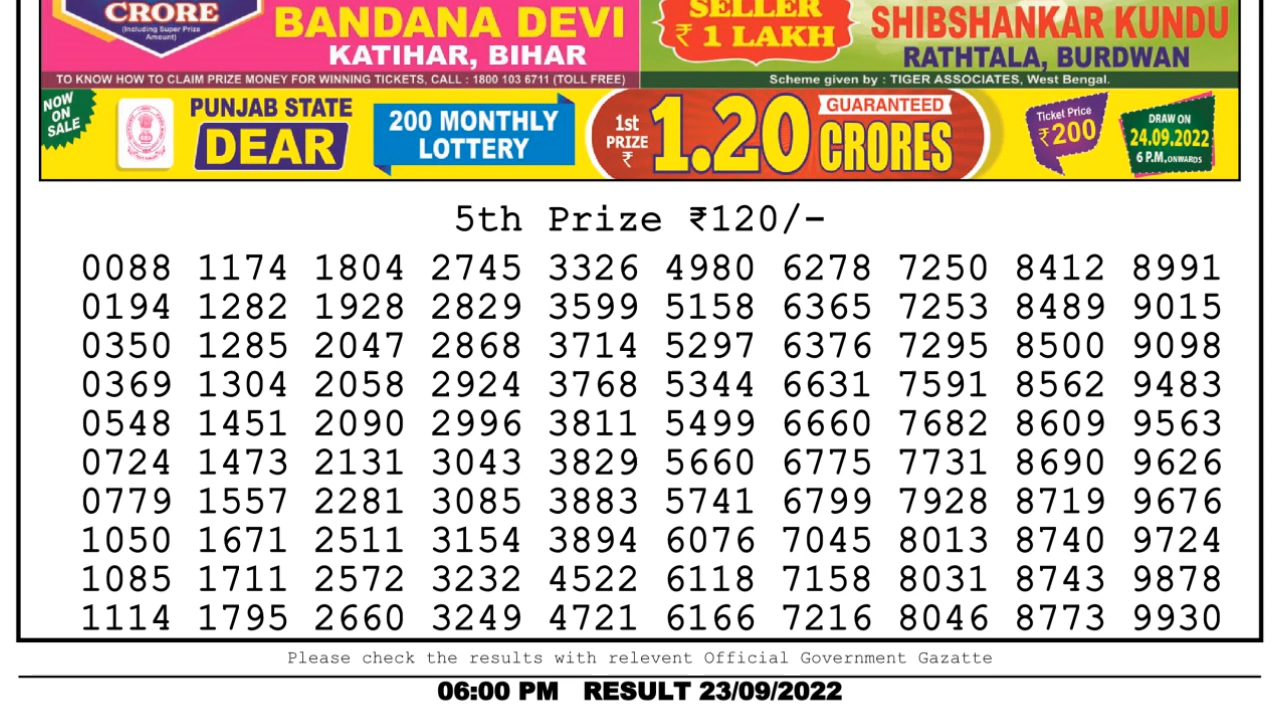 CRORE
(Including Super Prize
Amount)
BANDANA DEVI
KATIHAR, BIHAR
SELLER
₹ 1 LAKH
SHIBSHANKAR KUNDU
RATHTALA, BURDWAN
TO KNOW HOW TO CLAIM PRIZE MONEY FOR WINNING TICKETS, CALL : 1800 103 6711 (TOLL FREE)
Scheme given by : TIGER ASSOCIATES, West Bengal.
NOW
ON
SALE
PUNJAB STATE
DEAR
200 MONTHLY
LOTTERY
1st
PRIZE
₹
1.20
GUARANTEED
CRORES
Ticket Price
₹200
DRAW ON
24.09.2022
6 P.M. ONWARDS
5th Prize ₹120/-
0088 1174 1804 2745 3326 4980 6278 7250 8412 8991
0194 1282 1928 2829 3599 5158 6365 7253 8489 9015
0350 1285 2047 2868 3714 5297 6376 7295 8500 9098
0369 1304 2058 2924 3768 5344 6631 7591 8562 9483
0548 1451 2090 2996 3811 5499 6660 7682 8609 9563
0724 1473 2131 3043 3829 5660 6775 7731 8690 9626
0779 1557 2281 3085 3883 5741 6799 7928 8719 9676
1050 1671 2511 3154 3894 6076 7045 8013 8740 9724
1085 1711 2572 3232 4522 6118 7158 8031 8743 9878
1114 1795 2660 3249 4721 6166 7216 8046 8773 9930
Please check the results with relevent Official Government Gazatte
06:00 PM RESULT 23/09/2022